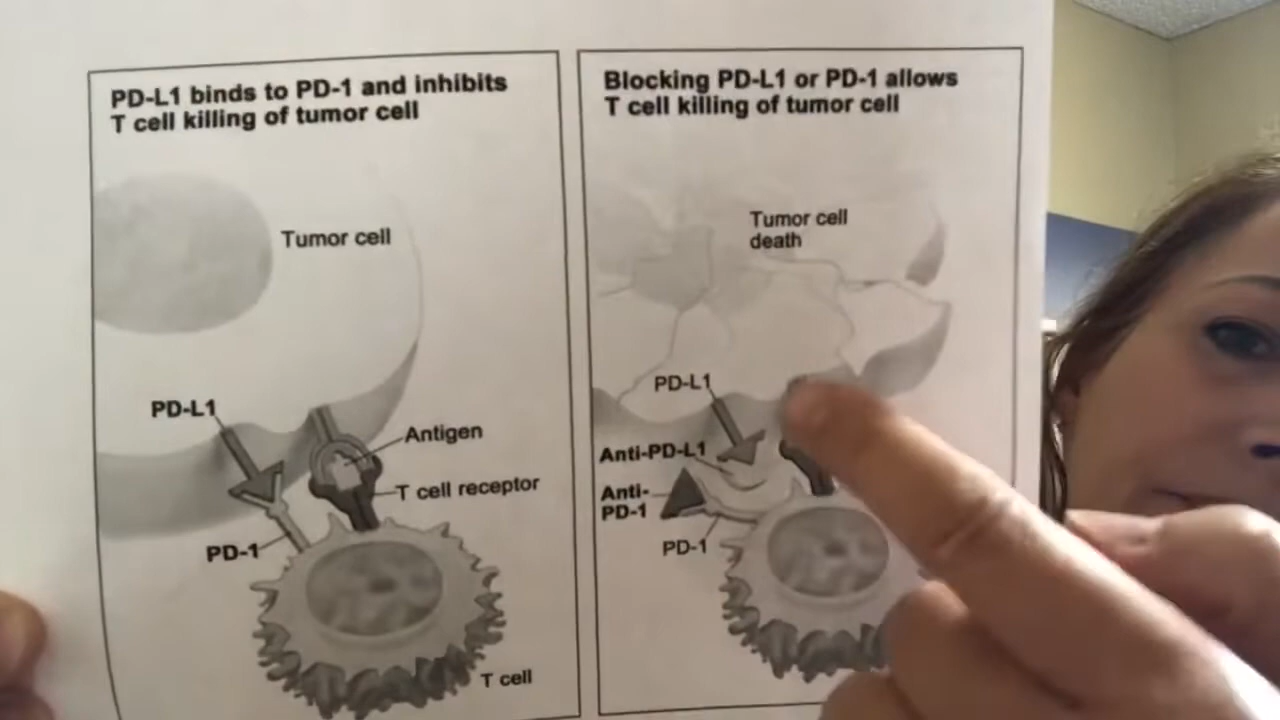 PD-L1 binds to PD-1 and inhibits
T cell killing of tumor cell
Tumor cell
PD-L1
Antigen
T cell receptor
PD-1
T cell
Blocking PD-L1 or PD-1 allows
T cell killing of tumor cell
Tumor cell
death
PD-L1
Anti-PD-L1
Anti-
PD-1
PD-1